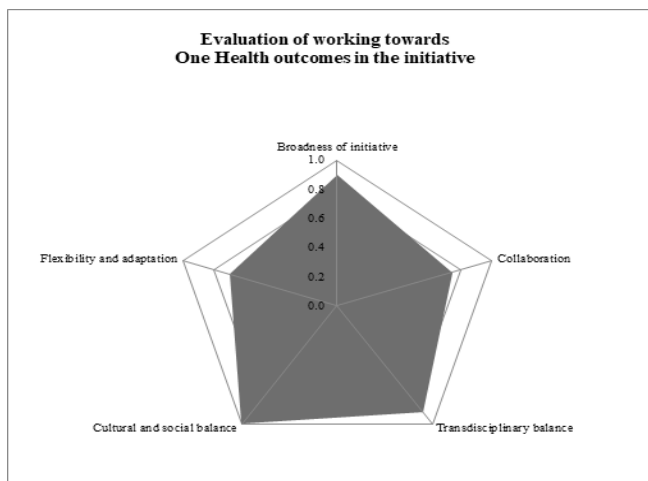 Evaluation of working towards
One Health outcomes in the initiative
Broadness of initiative
1.0
0.8
0.6
0.4
0.2
0.0
Flexibility and adaptation
Collaboration
Cultural and social balance
Transdisciplinary balance